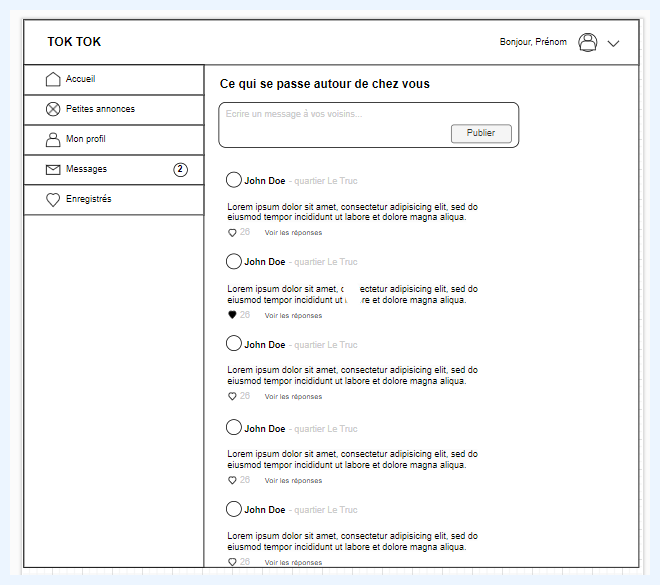 TOK TOK
Bonjour, Prénom
Accueil
Petites annonces
Mon profil
Messages 2
Enregistrés
Ce qui se passe autour de chez vous
Ecrire un message à vos voisins...
Publier
John Doe - quartier Le Truc
Lorem ipsum dolor sit amet, consectetur adipisicing elit, sed do
eiusmod tempor incididunt ut labore et dolore magna aliqua.
26 Voir les réponses
John Doe - quartier Le Truc
Lorem ipsum dolor sit amet, c ectetur adipisicing elit, sed do
eiusmod tempor incididunt ut re et dolore magna aliqua.
26 Voir les réponses
John Doe - quartier Le Truc
Lorem ipsum dolor sit amet, consectetur adipisicing elit, sed do
eiusmod tempor incididunt ut labore et dolore magna aliqua.
26 Voir les réponses
John Doe - quartier Le Truc
Lorem ipsum dolor sit amet, consectetur adipisicing elit, sed do
eiusmod tempor incididunt ut labore et dolore magna aliqua.
26 Voir les réponses
John Doe - quartier Le Truc
Lorem ipsum dolor sit amet, consectetur adipisicing elit, sed do
eiusmod tempor incididunt ut labore et dolore magna aliqua.
26 Voir les réponses